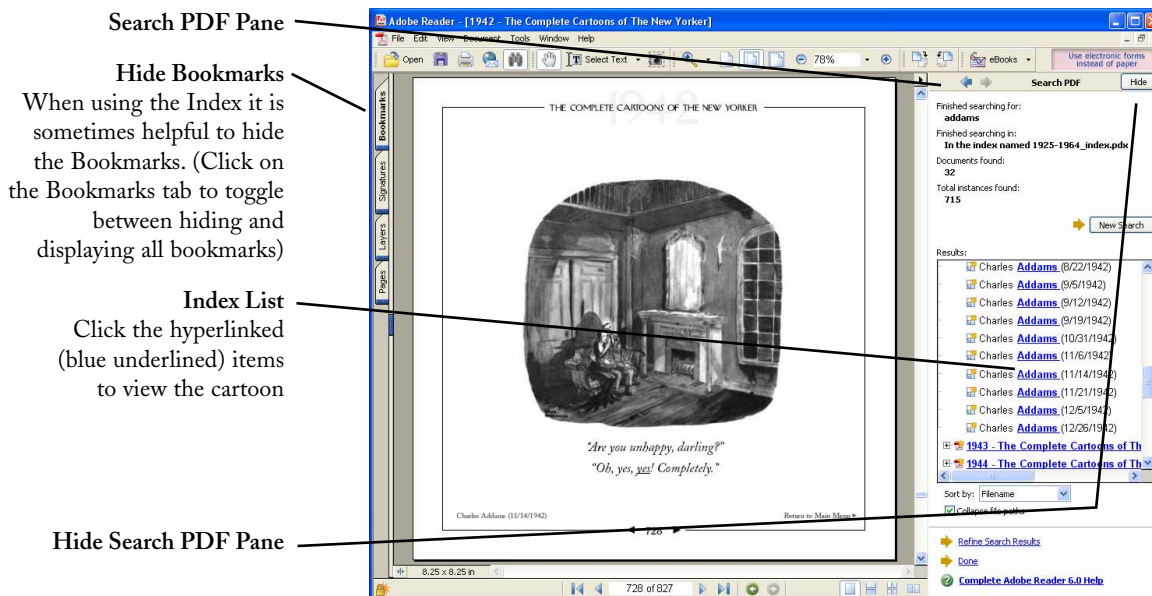 Search PDF Pane
Hide Bookmarks
When using the Index it is
sometimes helpful to hide
the Bookmarks. (Click on
the Bookmarks tab to toggle
between hiding and
displaying all bookmarks)
Index List
Click the hyperlinked
(blue underlined) items
to view the cartoon
Hide Search PDF Pane
Adobe Reader - [1942 - The Complete Cartoons of The New Yorker]
File Edit View Document Tools Window Help
Open Select Text 78% eBooks Use electronic forms
instead of paper
Bookmarks
Signatures
Layers
Pages
1942
THE COMPLETE CARTOONS OF THE NEW YORKER
"Are you unhappy, darling?"
"Oh, yes, yes! Completely."
Charles Addams (11/14/1942) Return to Main Menu
728
8.25 x 8.25 in
728 of 827
Search PDF Hide
Finished searching for:
addams
Finished searching in:
In the index named 1925-1964_index.pdx
Documents found:
32
Total instances found:
715
New Search
Results:
Charles Addams (8/22/1942)
Charles Addams (9/5/1942)
Charles Addams (9/12/1942)
Charles Addams (9/19/1942)
Charles Addams (10/31/1942)
Charles Addams (11/6/1942)
Charles Addams (11/14/1942)
Charles Addams (11/21/1942)
Charles Addams (12/5/1942)
Charles Addams (12/26/1942)
1943 - The Complete Cartoons of Th
1944 - The Complete Cartoons of Th
Sort by: Filename
Collapse file paths
Refine Search Results
Done
Complete Adobe Reader 6.0 Help